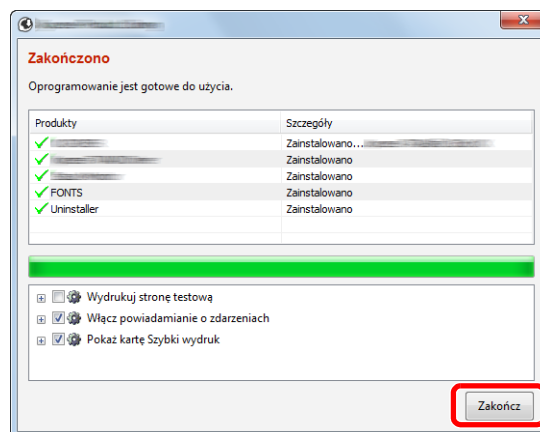 Zakończono
Oprogramowanie jest gotowe do użycia.
Produkty Szczegóły
Zainstalowano...
Zainstalowano
Zainstalowano
FONTS Zainstalowano
Uninstaller Zainstalowano
Wydrukuj stronę testową
Włącz powiadamianie o zdarzeniach
Pokaż kartę Szybki wydruk
Zakończ